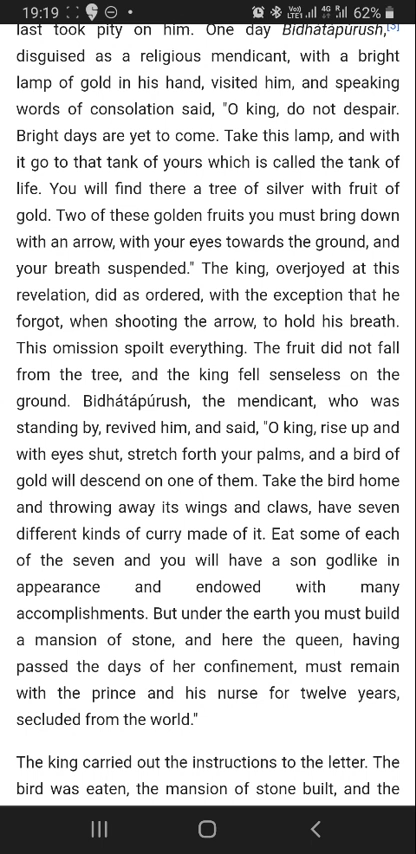 19:19 62%
last took pity on him. One day Bidhátápúrush,[3]
disguised as a religious mendicant, with a bright
lamp of gold in his hand, visited him, and speaking
words of consolation said, "O king, do not despair.
Bright days are yet to come. Take this lamp, and with
it go to that tank of yours which is called the tank of
life. You will find there a tree of silver with fruit of
gold. Two of these golden fruits you must bring down
with an arrow, with your eyes towards the ground, and
your breath suspended." The king, overjoyed at this
revelation, did as ordered, with the exception that he
forgot, when shooting the arrow, to hold his breath.
This omission spoilt everything. The fruit did not fall
from the tree, and the king fell senseless on the
ground. Bidhátápúrush, the mendicant, who was
standing by, revived him, and said, "O king, rise up and
with eyes shut, stretch forth your palms, and a bird of
gold will descend on one of them. Take the bird home
and throwing away its wings and claws, have seven
different kinds of curry made of it. Eat some of each
of the seven and you will have a son godlike in
appearance and endowed with many
accomplishments. But under the earth you must build
a mansion of stone, and here the queen, having
passed the days of her confinement, must remain
with the prince and his nurse for twelve years,
secluded from the world."
The king carried out the instructions to the letter. The
bird was eaten, the mansion of stone built, and the